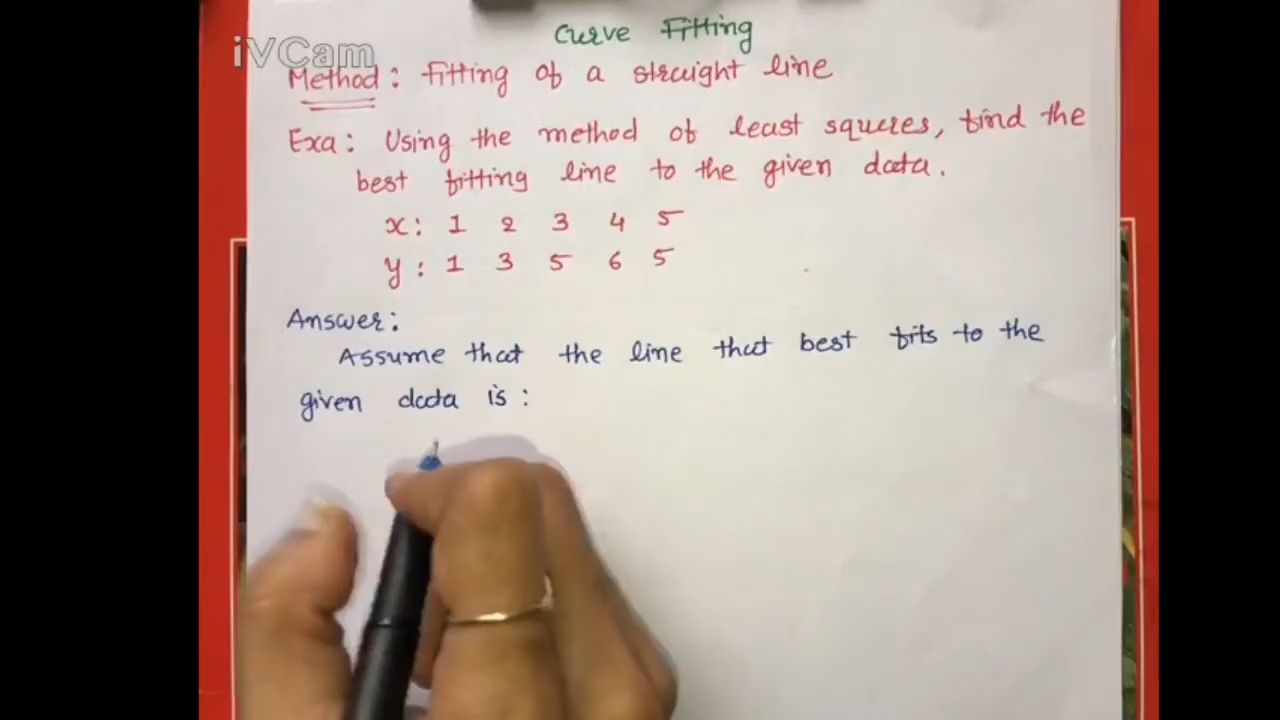 Curve Fitting
iVCam
Method: Fitting of a straight line
Exa: Using the method of least squeres, find the
best fitting line to the given data.
x: 1 2 3 4 5
y: 1 3 5 6 5
Answer:
Assume that the line that best fits to the
given data is: